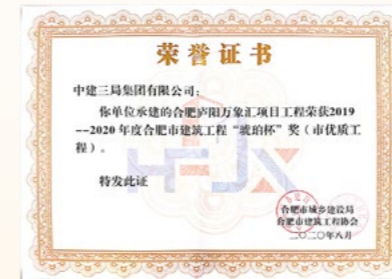 荣誉证书
中建三局集团有限公司：
你单位承建的合肥庐阳万象汇项目工程荣获2019
--2020年度合肥市建筑工程“琥珀杯”奖（市优质工
程）。
特发此证
合肥市城乡建设局
合肥市建筑工程协会
二〇二〇年八月